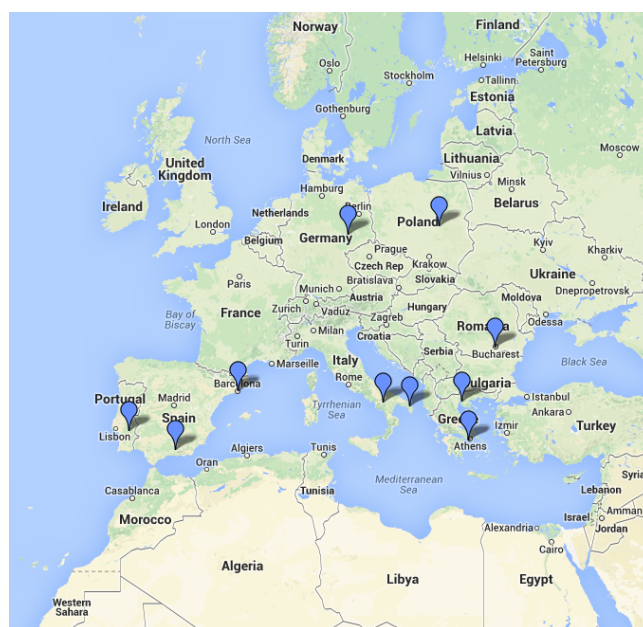 Norway
Finland
Helsinki
Saint
Petersburg
Oslo
Stockholm
Tallinn
Estonia
Gothenburg
Latvia
Moscow
North Sea
Denmark
Lithuania
Vilnius
Minsk
United
Kingdom
Ireland
Hamburg
Belarus
Netherlands
Berlin
Poland
London
Germany
Belgium
Kyiv
Kharkiv
Prague
Czech Rep
Krakow
Paris
Slovakia
Ukraine
Bratislava
Dnepropetrovsk
Munich
Austria
Zurich
Vaduz
Hungary
Moldova
France
Bay of
Biscay
Zagreb
Milan
Croatia
Turin
Odessa
Romania
Bucharest
Serbia
Italy
Marseille
Black Sea
Rome
Barcelona
Bulgaria
Portugal
Madrid
Spain
Istanbul
Tyrrhenian
Sea
Ankara
Greece
Lisbon
Izmir
Turkey
Athens
Algiers
Tunis
Oran
Syria
Mediterranean
Sea
Lebanon
Casablanca
Tunisia
Israel
Amman
Morocco
Alexandria
Jordan
Cairo
Algeria
Libya
Egypt
Western
Sahara